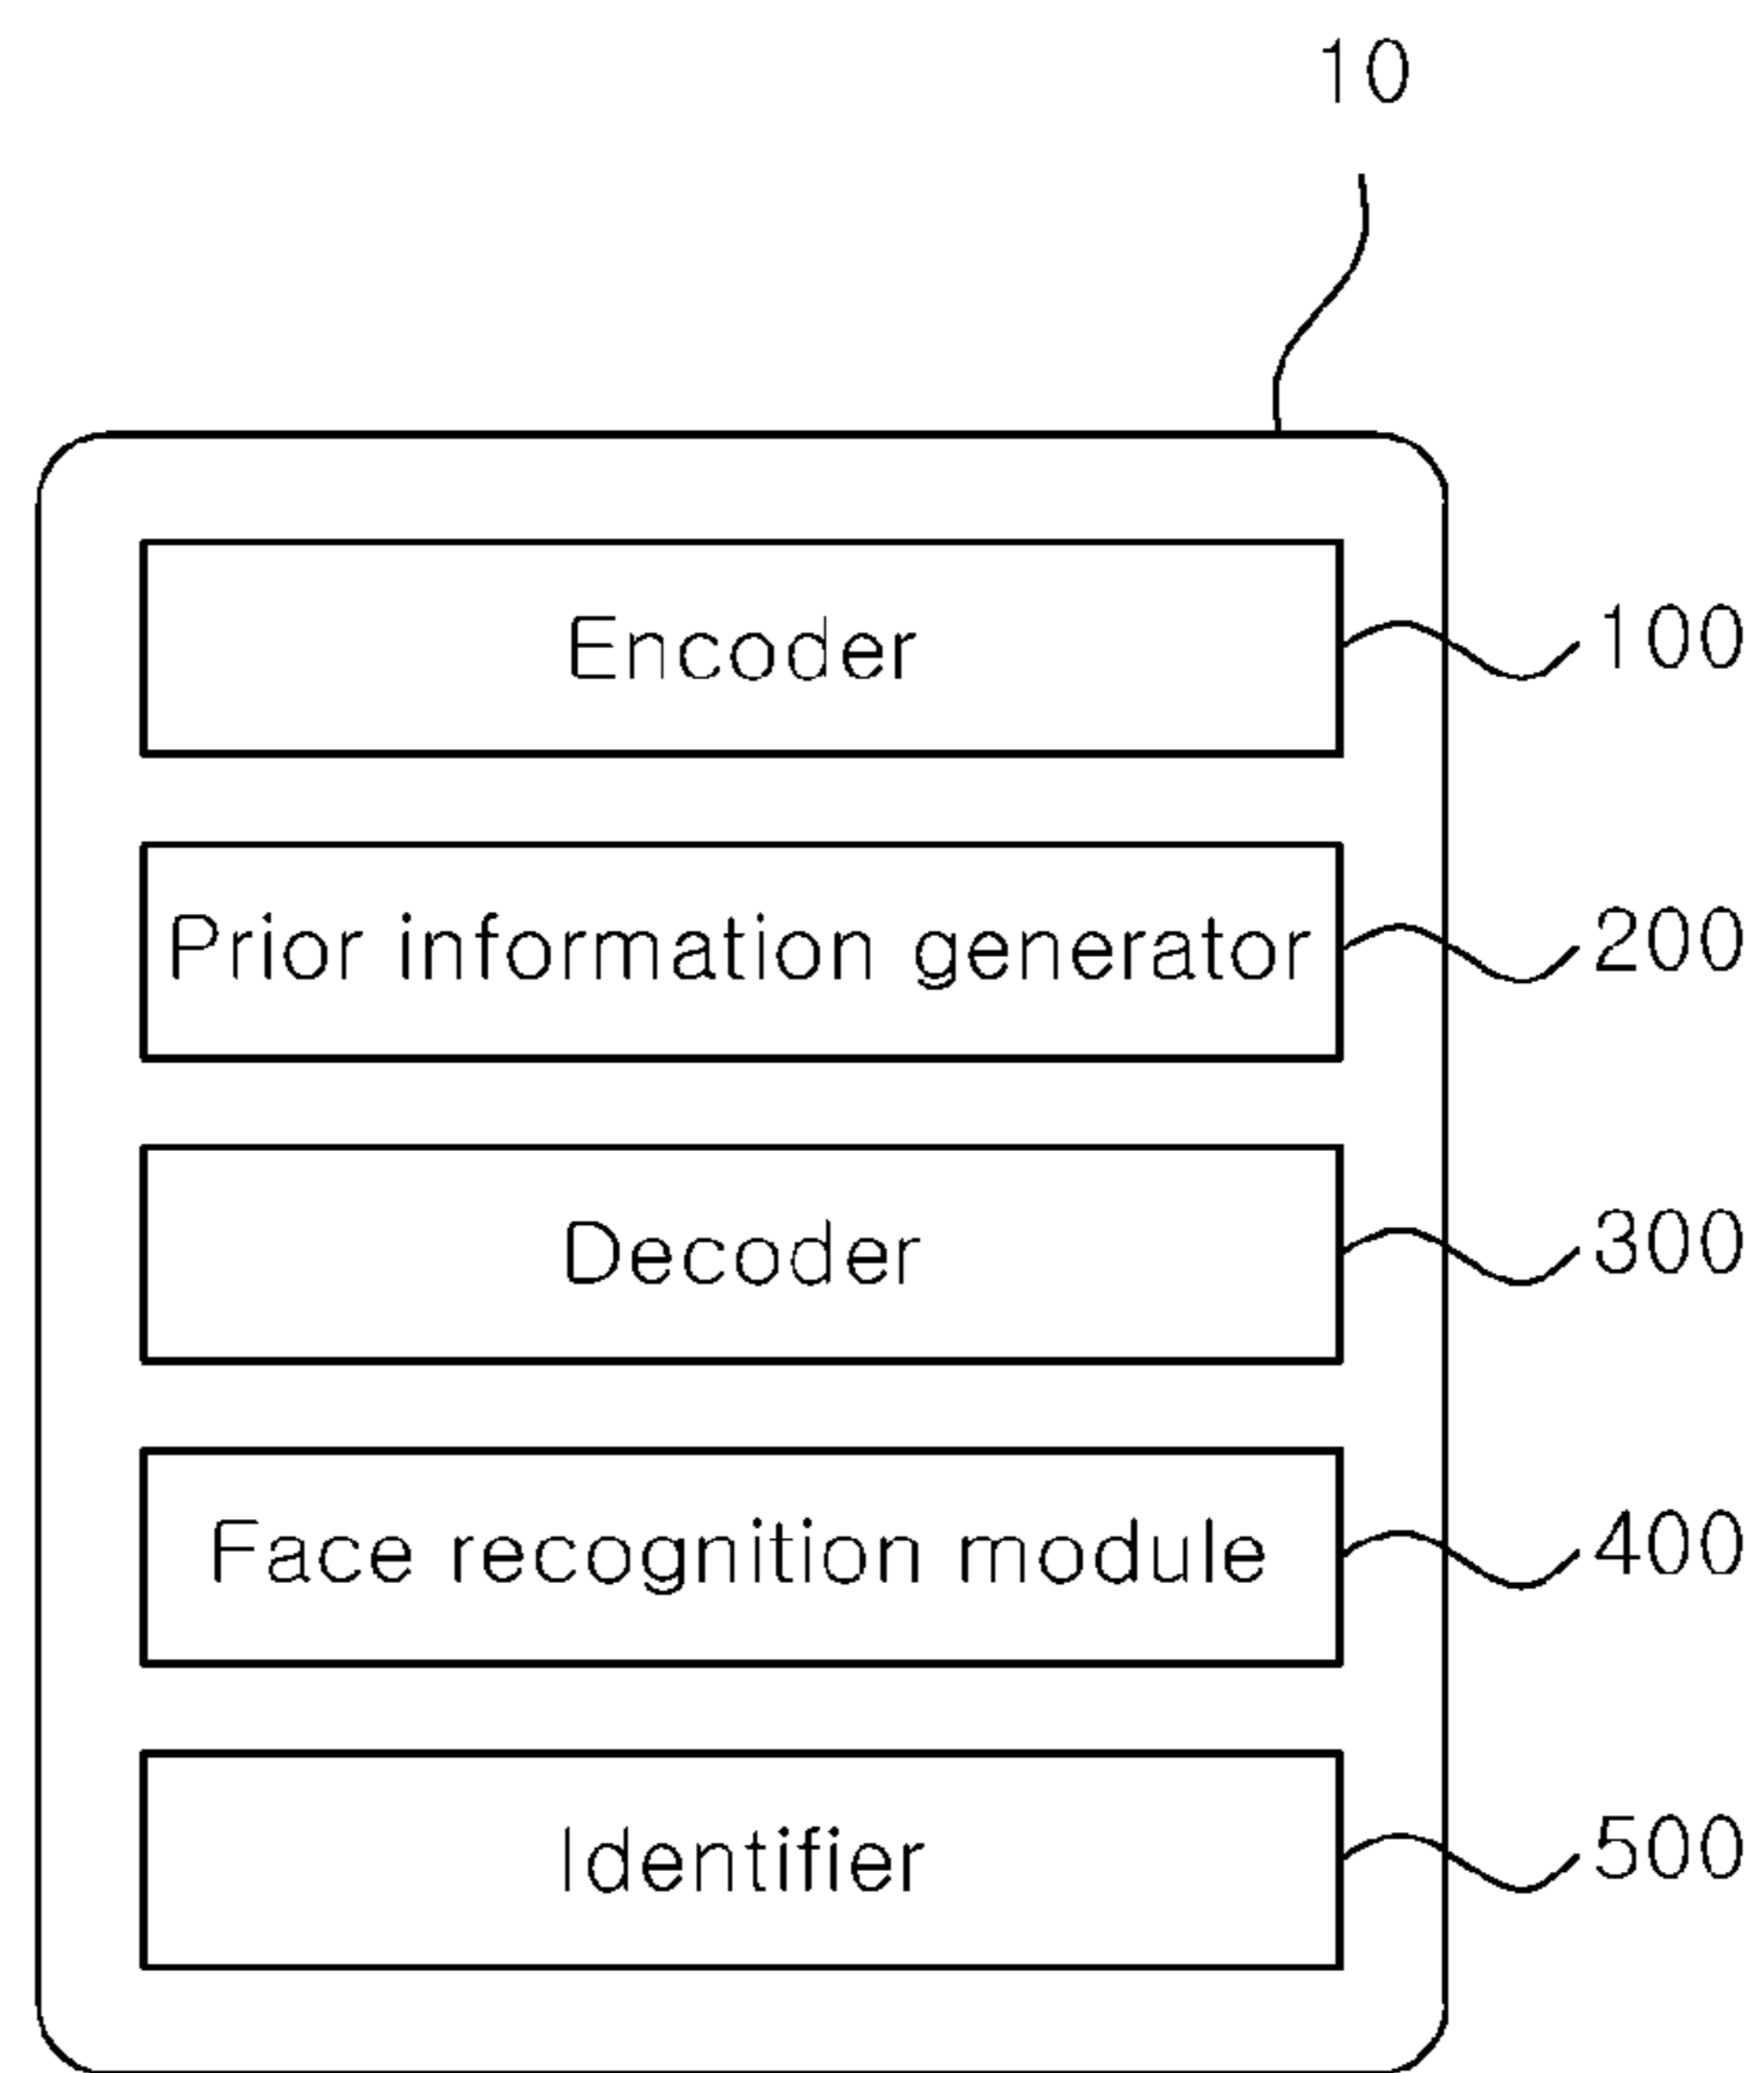 10
Encoder 100
Prior information generator 200
Decoder 300
Face recognition module 400
Identifier 500